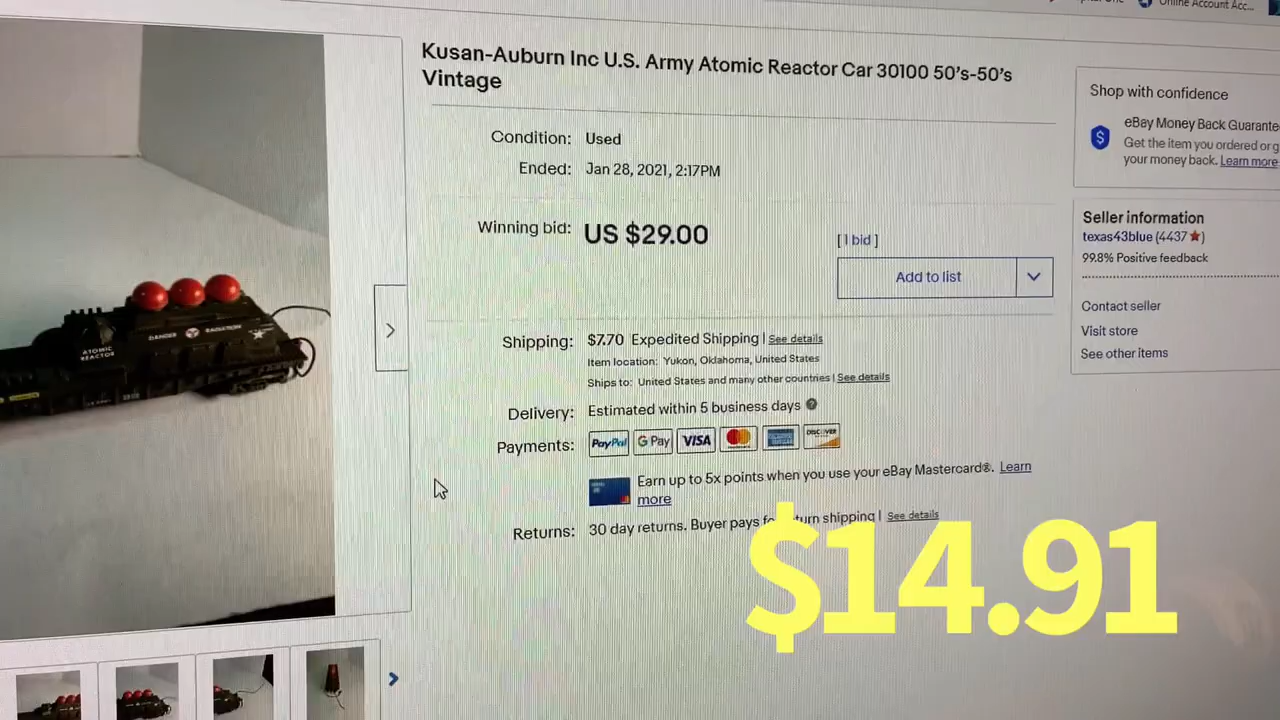 Online Account Acc...
Kusan-Auburn Inc U.S. Army Atomic Reactor Car 30100 50's-50's
Vintage
Condition: Used
Ended: Jan 28, 2021, 2:17PM
Winning bid: US $29.00
[ 1 bid ]
Add to list
Shipping: $7.70 Expedited Shipping | See details
Item location: Yukon, Oklahoma, United States
Ships to: United States and many other countries | See details
Delivery: Estimated within 5 business days
Payments: PayPal G Pay VISA mastercard DISCOVER
Earn up to 5x points when you use your eBay Mastercard®. Learn
more
Returns: 30 day returns. Buyer pays shipping | See details
$14.91
Shop with confidence
eBay Money Back Guarante
Get the item you ordered or g
your money back. Learn more
Seller information
texas43blue (4437 ★)
99.8% Positive feedback
Contact seller
Visit store
See other items
ATOMIC
REACTOR
DANGER RADIATION